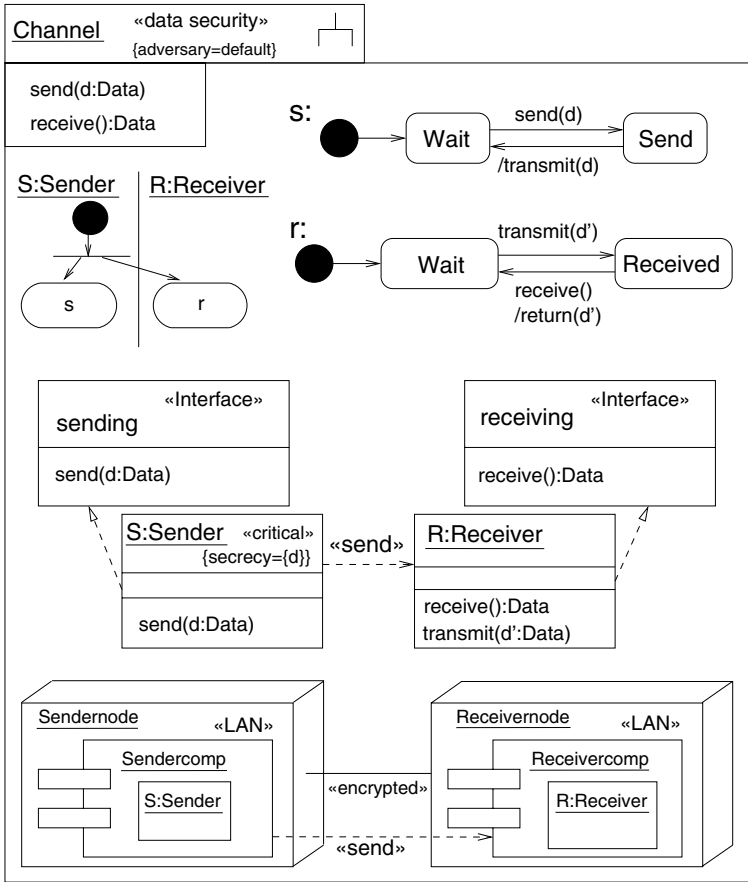 Channel «data security»
{adversary=default}
send(d:Data)
receive():Data
s:
Wait
send(d)
/transmit(d)
Send
S:Sender
R:Receiver
s
r
r:
Wait
transmit(d')
receive()
/return(d')
Received
«Interface»
sending
send(d:Data)
«Interface»
receiving
receive():Data
S:Sender «critical»
{secrecy={d}}
send(d:Data)
«send»
R:Receiver
receive():Data
transmit(d':Data)
Sendernode
«LAN»
Sendercomp
S:Sender
«encrypted»
«send»
Receivernode
«LAN»
Receivercomp
R:Receiver